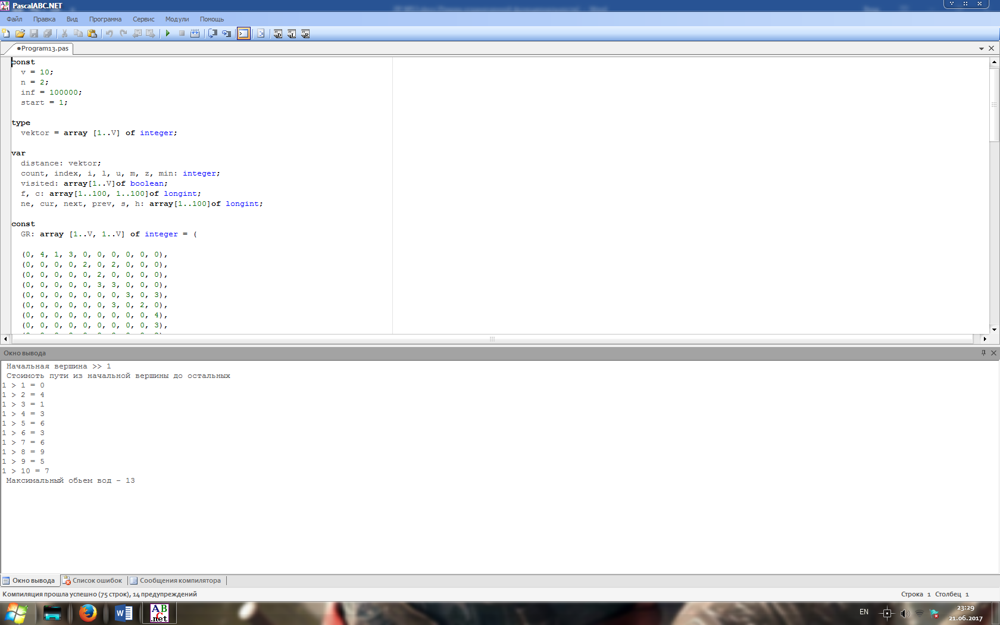 PascalABC.NET
Файл Правка Вид Программа Сервис Модули Помощь
•Program13.pas
const
v = 10;
n = 2;
inf = 100000;
start = 1;
type
vektor = array [1..V] of integer;
var
distance: vektor;
count, index, i, l, u, m, z, min: integer;
visited: array[1..V]of boolean;
f, c: array[1..100, 1..100]of longint;
ne, cur, next, prev, s, h: array[1..100]of longint;
const
GR: array [1..V, 1..V] of integer = (
(0, 4, 1, 3, 0, 0, 0, 0, 0, 0),
(0, 0, 0, 0, 2, 0, 2, 0, 0, 0),
(0, 0, 0, 0, 0, 2, 0, 0, 0, 0),
(0, 0, 0, 0, 0, 3, 3, 0, 0, 0),
(0, 0, 0, 0, 0, 0, 0, 3, 0, 3),
(0, 0, 0, 0, 0, 0, 3, 0, 2, 0),
(0, 0, 0, 0, 0, 0, 0, 0, 0, 4),
(0, 0, 0, 0, 0, 0, 0, 0, 0, 3),
Окно вывода
Начальная вершина >> 1
Стоимоть пути из начальной вершины до остальных
1 > 1 = 0
1 > 2 = 4
1 > 3 = 1
1 > 4 = 3
1 > 5 = 6
1 > 6 = 3
1 > 7 = 6
1 > 8 = 9
1 > 9 = 5
1 > 10 = 7
Максимальный обьем вод - 13
Окно вывода Список ошибок Сообщения компилятора
Компиляция прошла успешно (75 строк), 14 предупреждений Строка 1 Столбец 1
ABC.net EN 23:29
21.06.2017